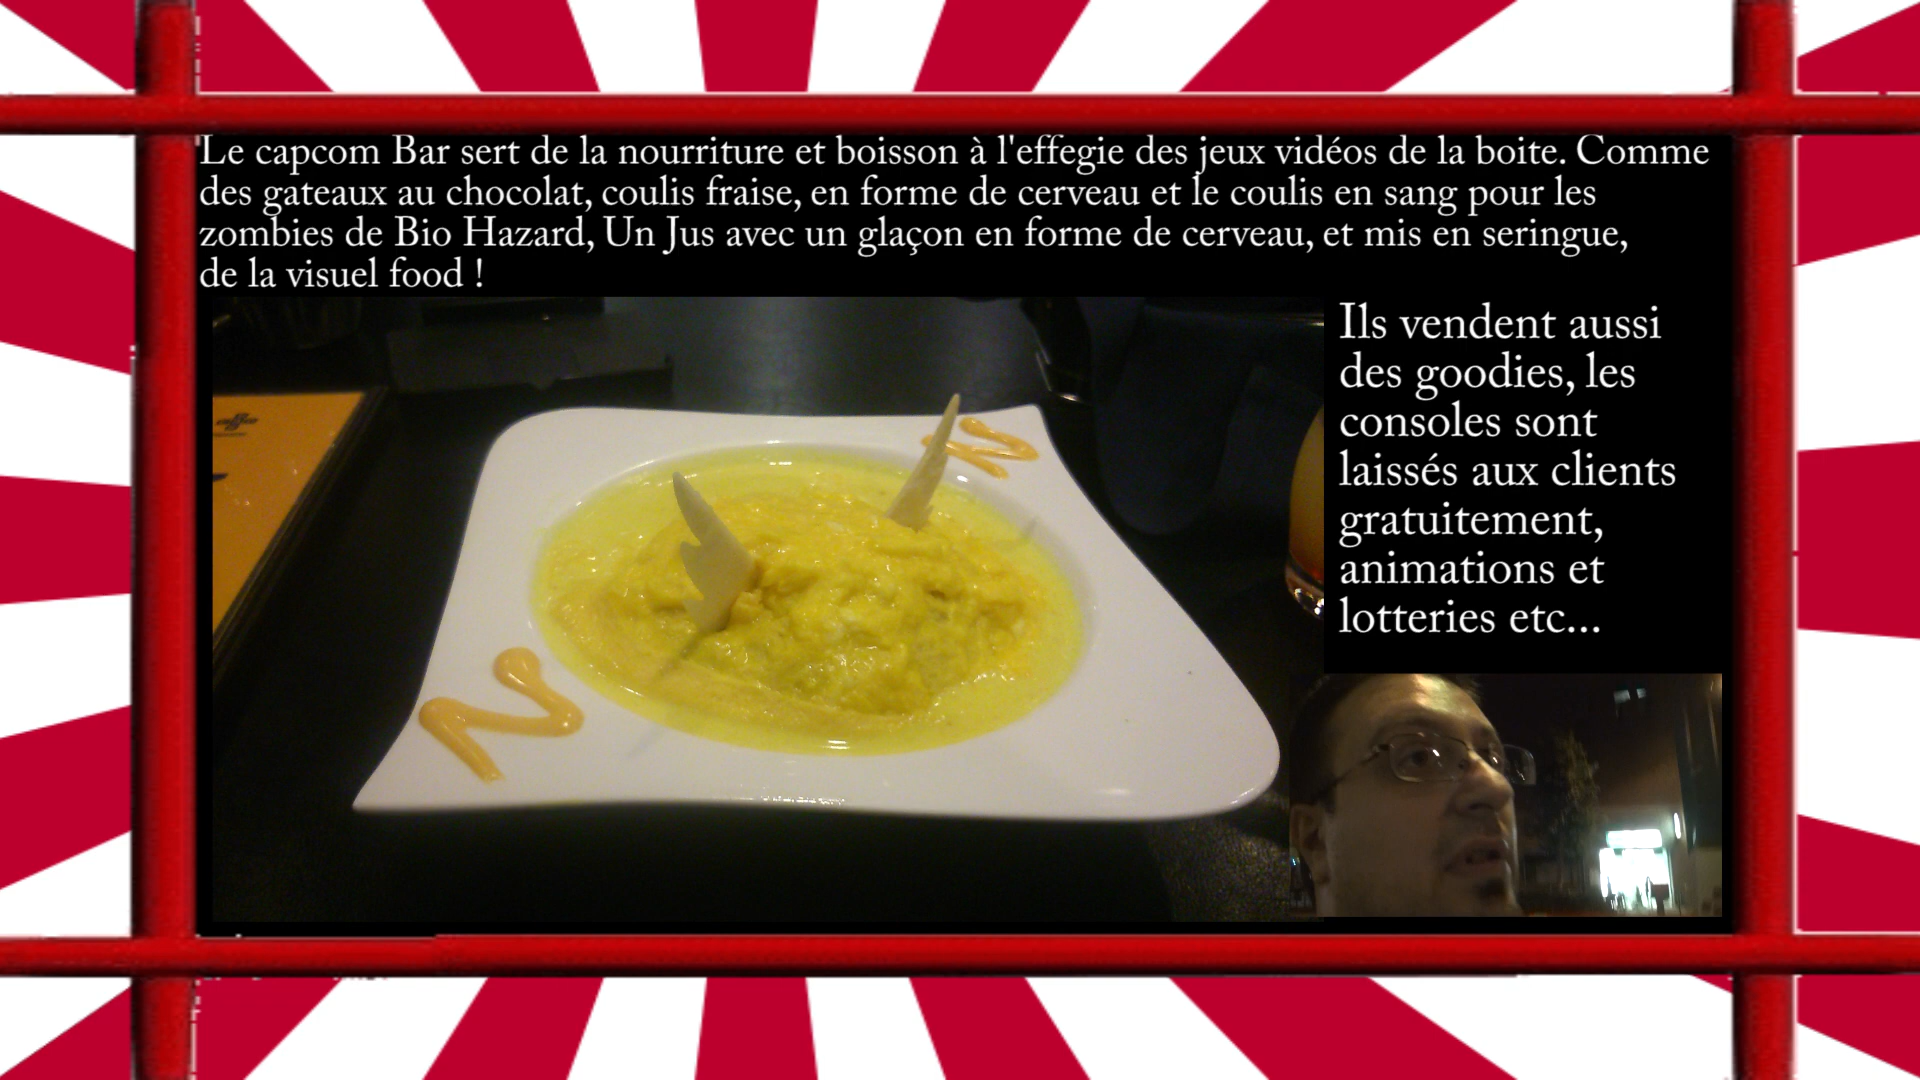 Le capcom Bar sert de la nourriture et boisson à l'effegie des jeux vidéos de la boite. Comme
des gateaux au chocolat, coulis fraise, en forme de cerveau et le coulis en sang pour les
zombies de Bio Hazard, Un Jus avec un glaçon en forme de cerveau, et mis en seringue,
de la visuel food !
Ils vendent aussi
des goodies, les
consoles sont
laissés aux clients
gratuitement,
animations et
lotteries etc...